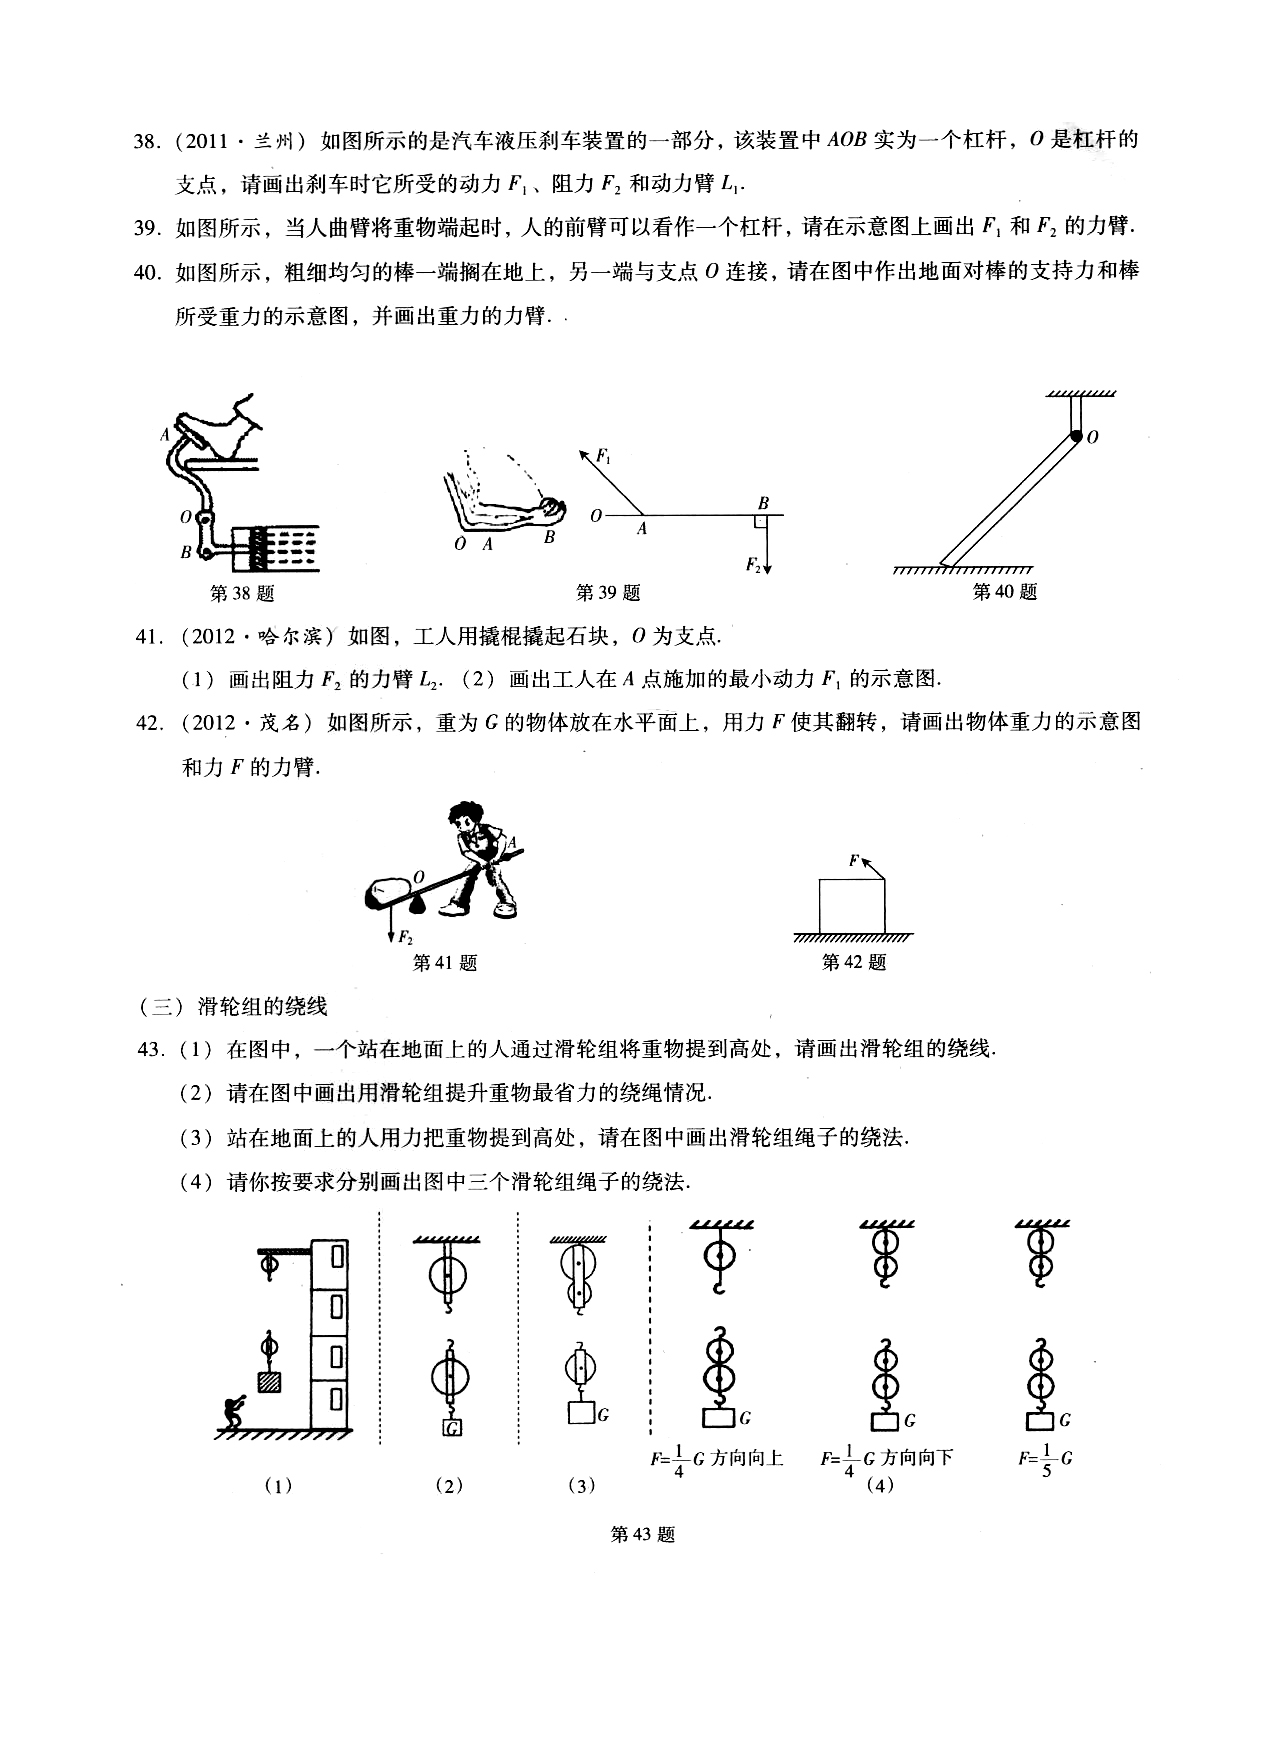 38. (2011·兰州) 如图所示的是汽车液压刹车装置的一部分，该装置中 AOB 实为一个杠杆，O 是杠杆的
支点，请画出刹车时它所受的动力 F₁、阻力 F₂ 和动力臂 L₁.
39. 如图所示，当人曲臂将重物端起时，人的前臂可以看作一个杠杆，请在示意图上画出 F₁ 和 F₂ 的力臂.
40. 如图所示，粗细均匀的棒一端搁在地上，另一端与支点 O 连接，请在图中作出地面对棒的支持力和棒
所受重力的示意图，并画出重力的力臂.
A
O
B
第 38 题
O A B
F₁
O A B
F₂
第 39 题
O
第 40 题
41. (2012·哈尔滨) 如图，工人用撬棍撬起石块，O 为支点.
(1) 画出阻力 F₂ 的力臂 L₂. (2) 画出工人在 A 点施加的最小动力 F₁ 的示意图.
42. (2012·茂名) 如图所示，重为 G 的物体放在水平面上，用力 F 使其翻转，请画出物体重力的示意图
和力 F 的力臂.
A
O
F₂
第 41 题
F
第 42 题
(三) 滑轮组的绕线
43. (1) 在图中，一个站在地面上的人通过滑轮组将重物提到高处，请画出滑轮组的绕线.
(2) 请在图中画出用滑轮组提升重物最省力的绕绳情况.
(3) 站在地面上的人用力把重物提到高处，请在图中画出滑轮组绳子的绕法.
(4) 请你按要求分别画出图中三个滑轮组绳子的绕法.
G G G G G
F=1/4 G 方向向上 F=1/4 G 方向向下 F=1/5 G
(1) (2) (3) (4)
第 43 题